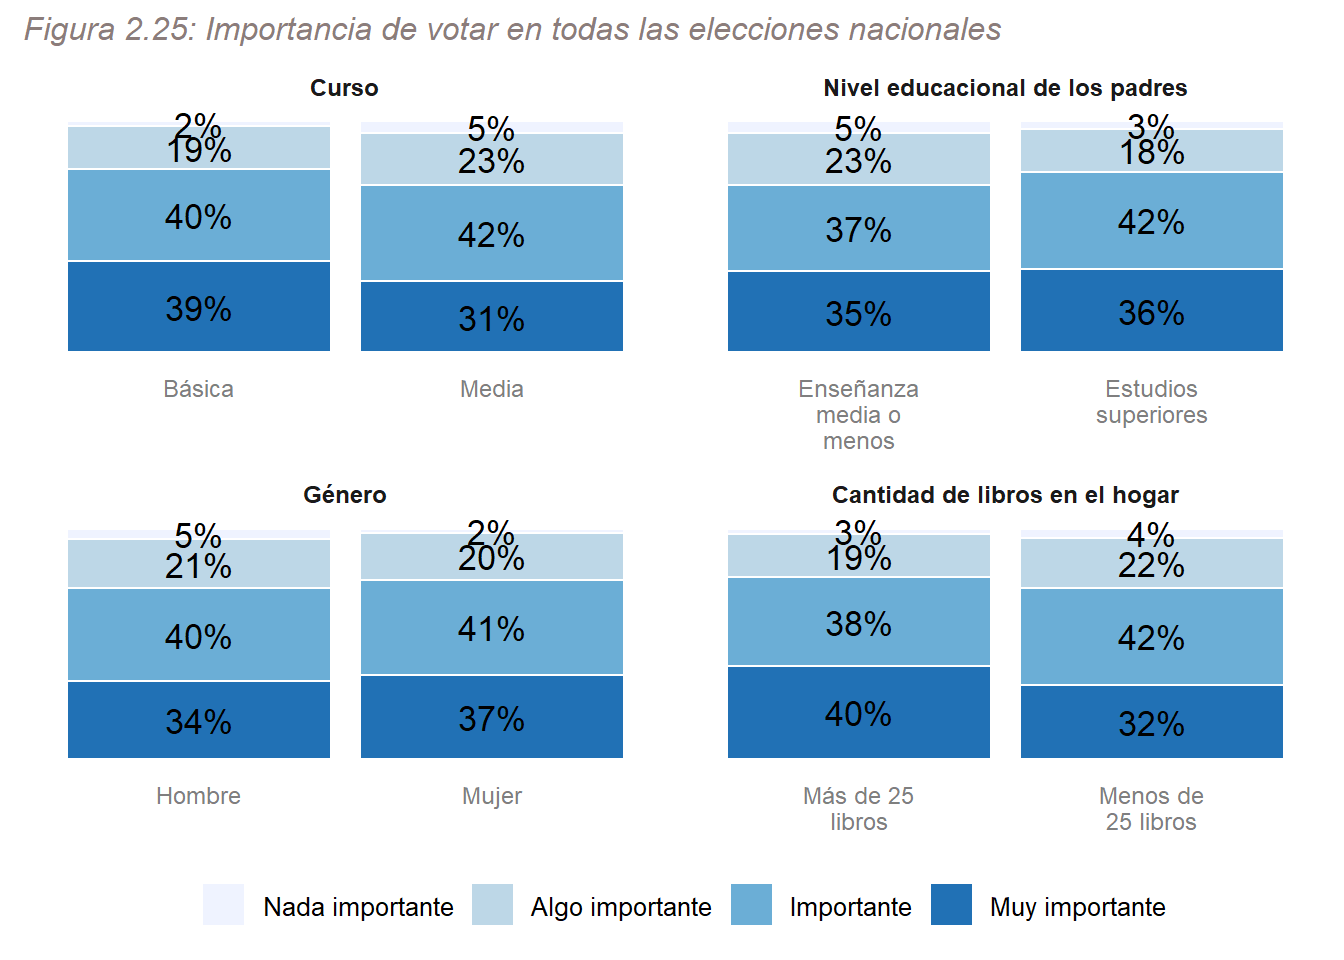 Figura 2.25: Importancia de votar en todas las elecciones nacionales
Curso
2%
19%
40%
39%
Básica
5%
23%
42%
31%
Media
Nivel educacional de los padres
5%
23%
37%
35%
Enseñanza
media o
menos
3%
18%
42%
36%
Estudios
superiores
Género
5%
21%
40%
34%
Hombre
2%
20%
41%
37%
Mujer
Cantidad de libros en el hogar
3%
19%
38%
40%
Más de 25
libros
4%
22%
42%
32%
Menos de
25 libros
Nada importante
Algo importante
Importante
Muy importante